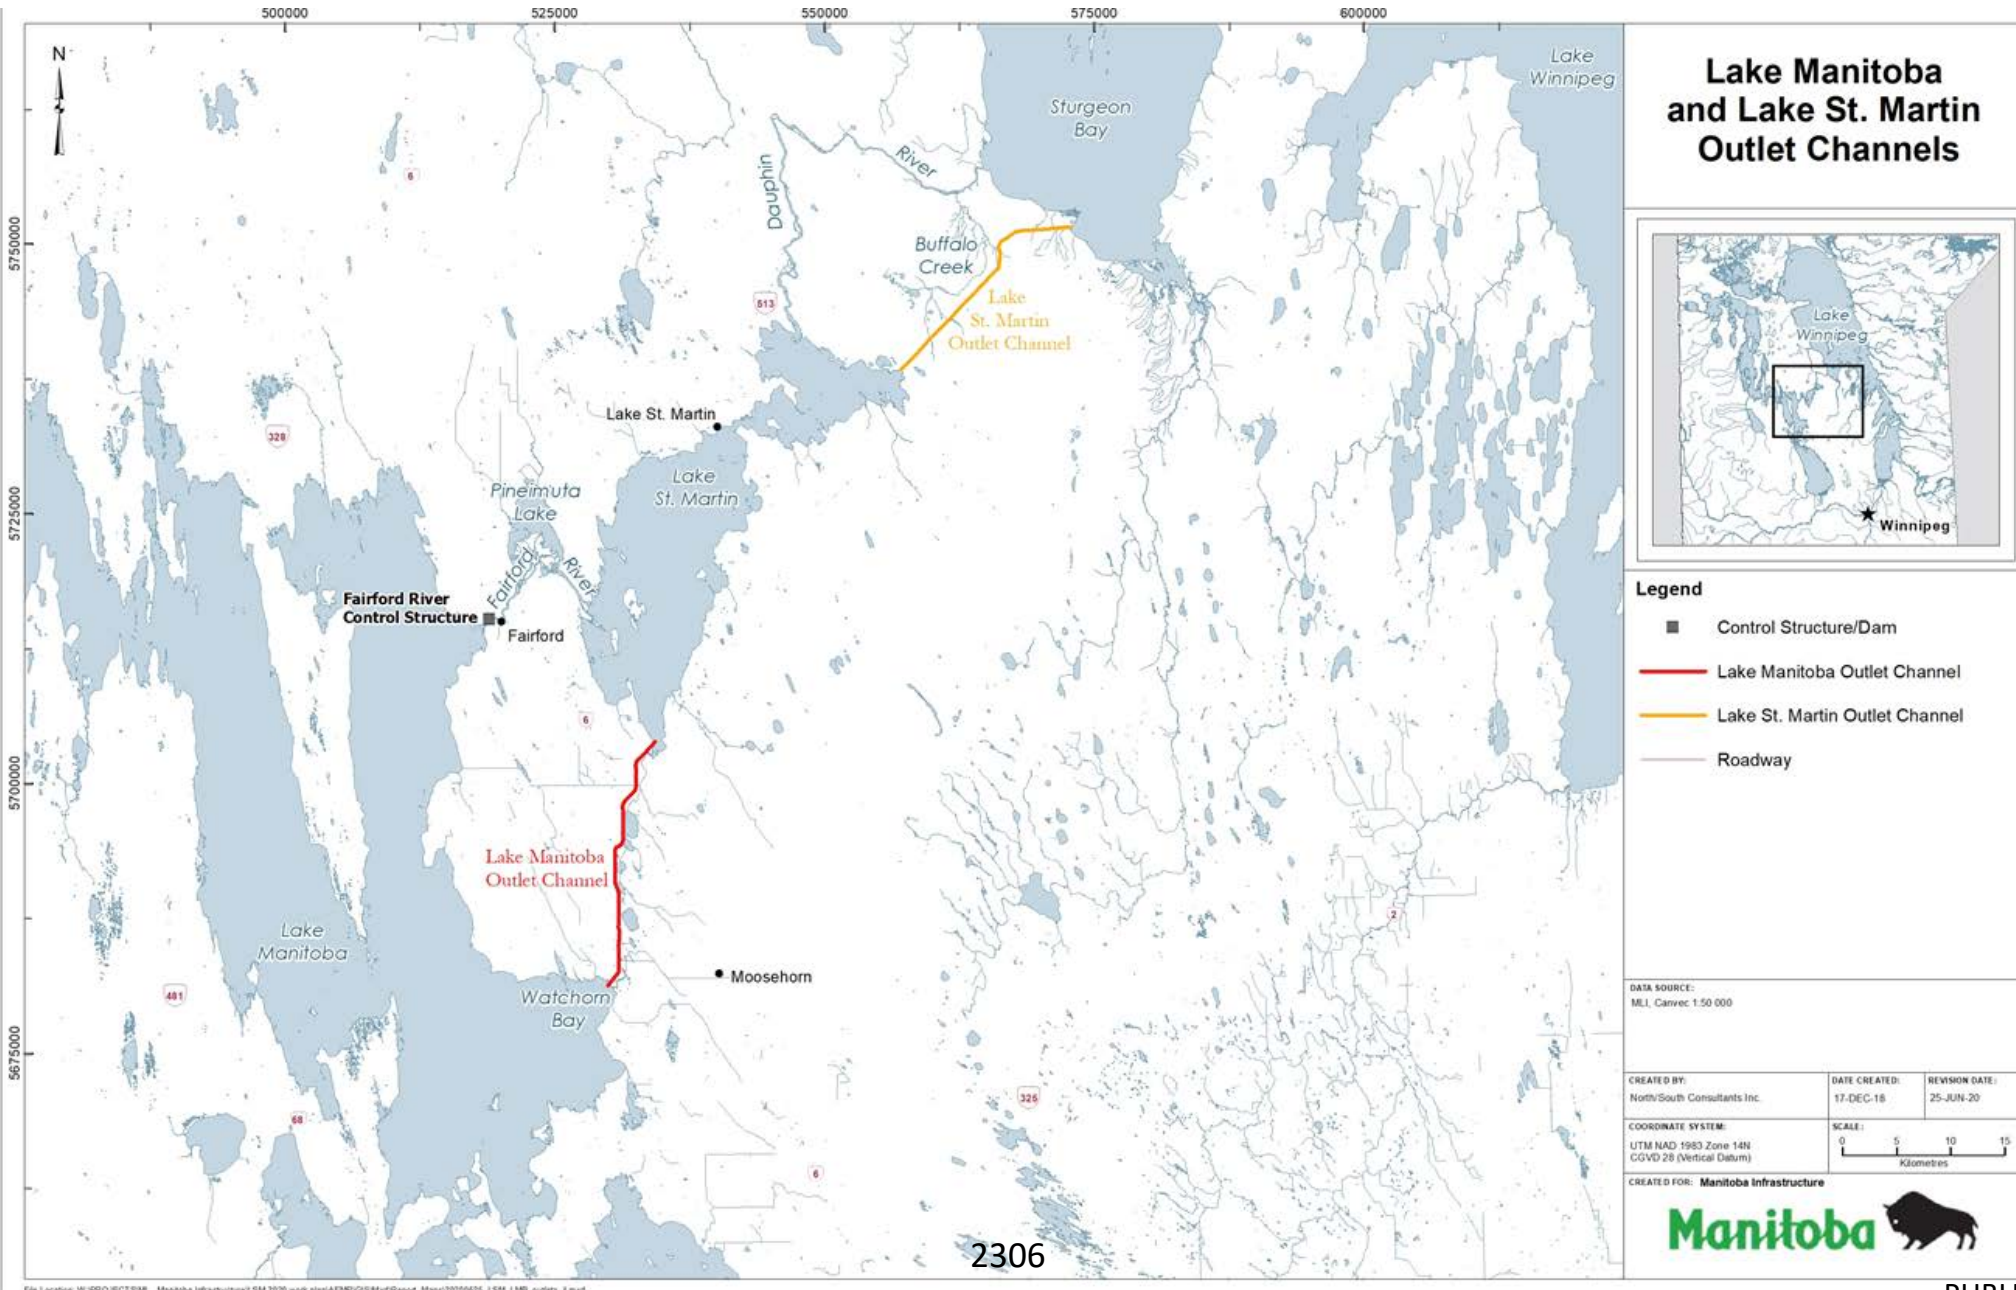 500000
525000
550000
575000
600000
N
Lake
Winnipeg
Sturgeon
Bay
River
Dauphin
6
5750000
Buffalo
Creek
513
Lake
St. Martin
Outlet Channel
Lake St. Martin
328
Lake
St. Martin
Pineimuta
Lake
5725000
Fairford
River
Fairford River
Control Structure
Fairford
6
5700000
Lake Manitoba
Outlet Channel
2
Lake
Manitoba
Moosehorn
Watchorn
Bay
481
5675000
325
68
6
2306
Lake Manitoba
and Lake St. Martin
Outlet Channels
Lake
Winnipeg
Winnipeg
Legend
Control Structure/Dam
Lake Manitoba Outlet Channel
Lake St. Martin Outlet Channel
Roadway
DATA SOURCE:
MLI, Canvec 1:50 000
CREATED BY:
North/South Consultants Inc.
DATE CREATED:
17-DEC-18
REVISION DATE:
25-JUN-20
COORDINATE SYSTEM:
UTM NAD 1983 Zone 14N
CGVD 28 (Vertical Datum)
SCALE:
0 5 10 15
Kilometres
CREATED FOR: Manitoba Infrastructure
Manitoba